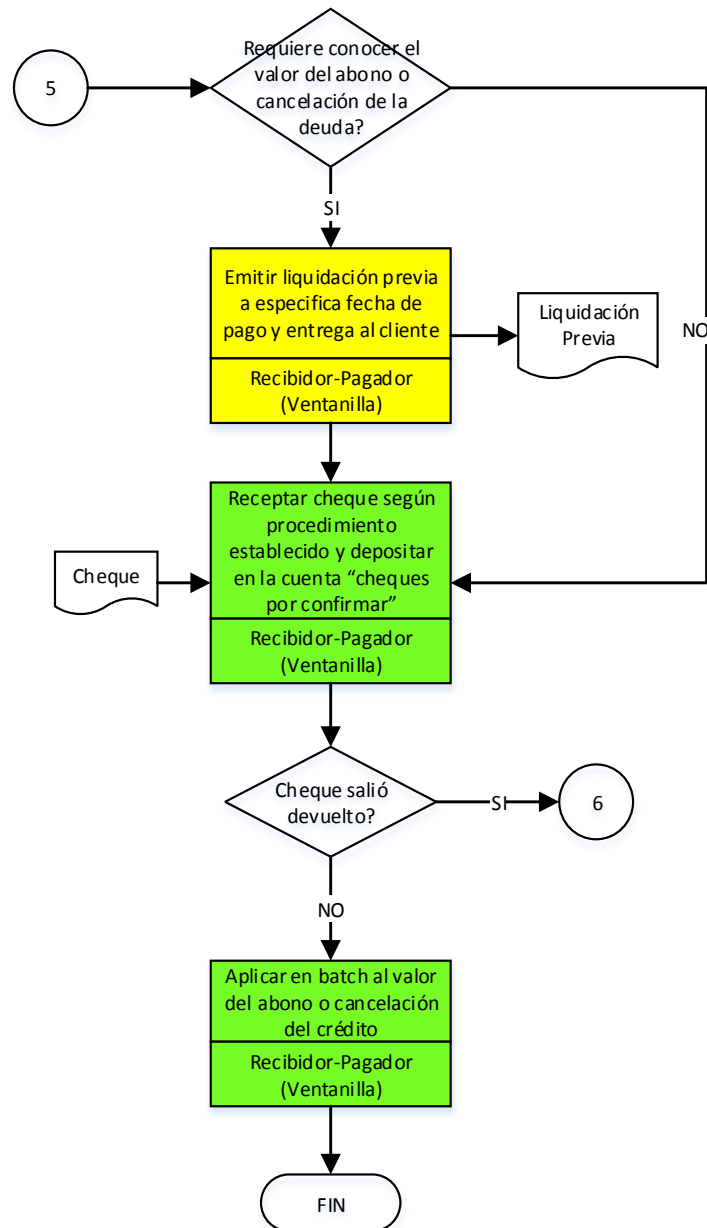 Requiere conocer el
valor del abono o
cancelación de la
deuda?
5
SI
NO
Emitir liquidación previa
a especifica fecha de
pago y entrega al cliente
Recibidor-Pagador
(Ventanilla)
Liquidación
Previa
Receptar cheque según
procedimiento
establecido y depositar
en la cuenta “cheques
por confirmar”
Recibidor-Pagador
(Ventanilla)
Cheque
Cheque salió
devuelto?
SI
6
NO
Aplicar en batch al valor
del abono o cancelación
del crédito
Recibidor-Pagador
(Ventanilla)
FIN